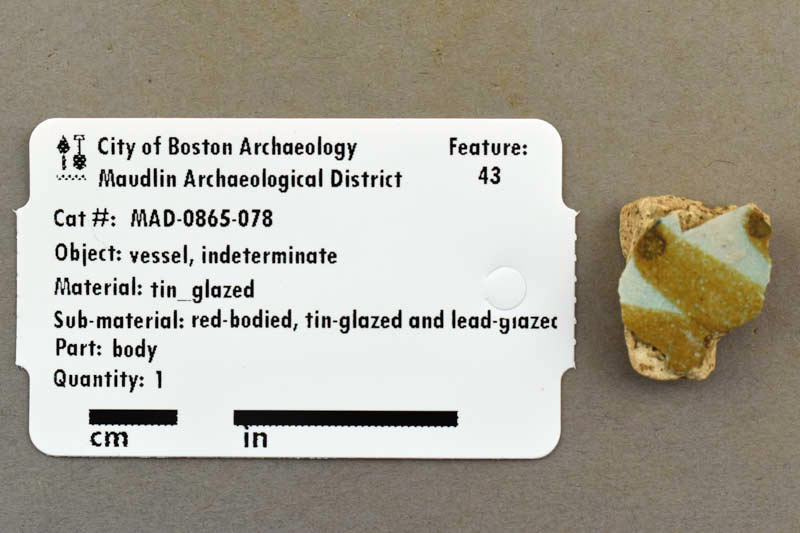 City of Boston Archaeology
Maudlin Archaeological District
Feature:
43
Cat #: MAD-0865-078
Object: vessel, indeterminate
Material: tin_glazed
Sub-material: red-bodied, tin-glazed and lead-glazed
Part: body
Quantity: 1
cm
in